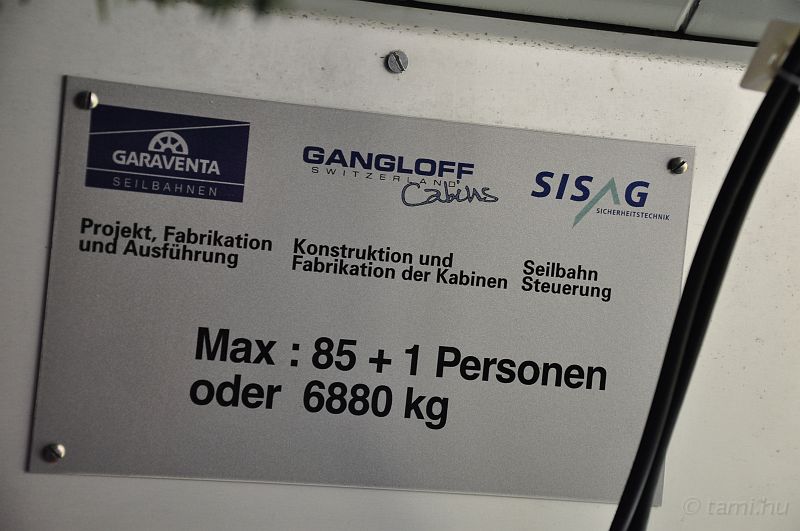 GARAVENTA
SEILBAHNEN
GANGLOFF
SWITZERLAND
Cabins
SISAG
SICHERHEITSTECHNIK
Projekt, Fabrikation
und Ausführung
Konstruktion und
Fabrikation der Kabinen
Seilbahn
Steuerung
Max : 85 + 1 Personen
oder 6880 kg
© tami.hu